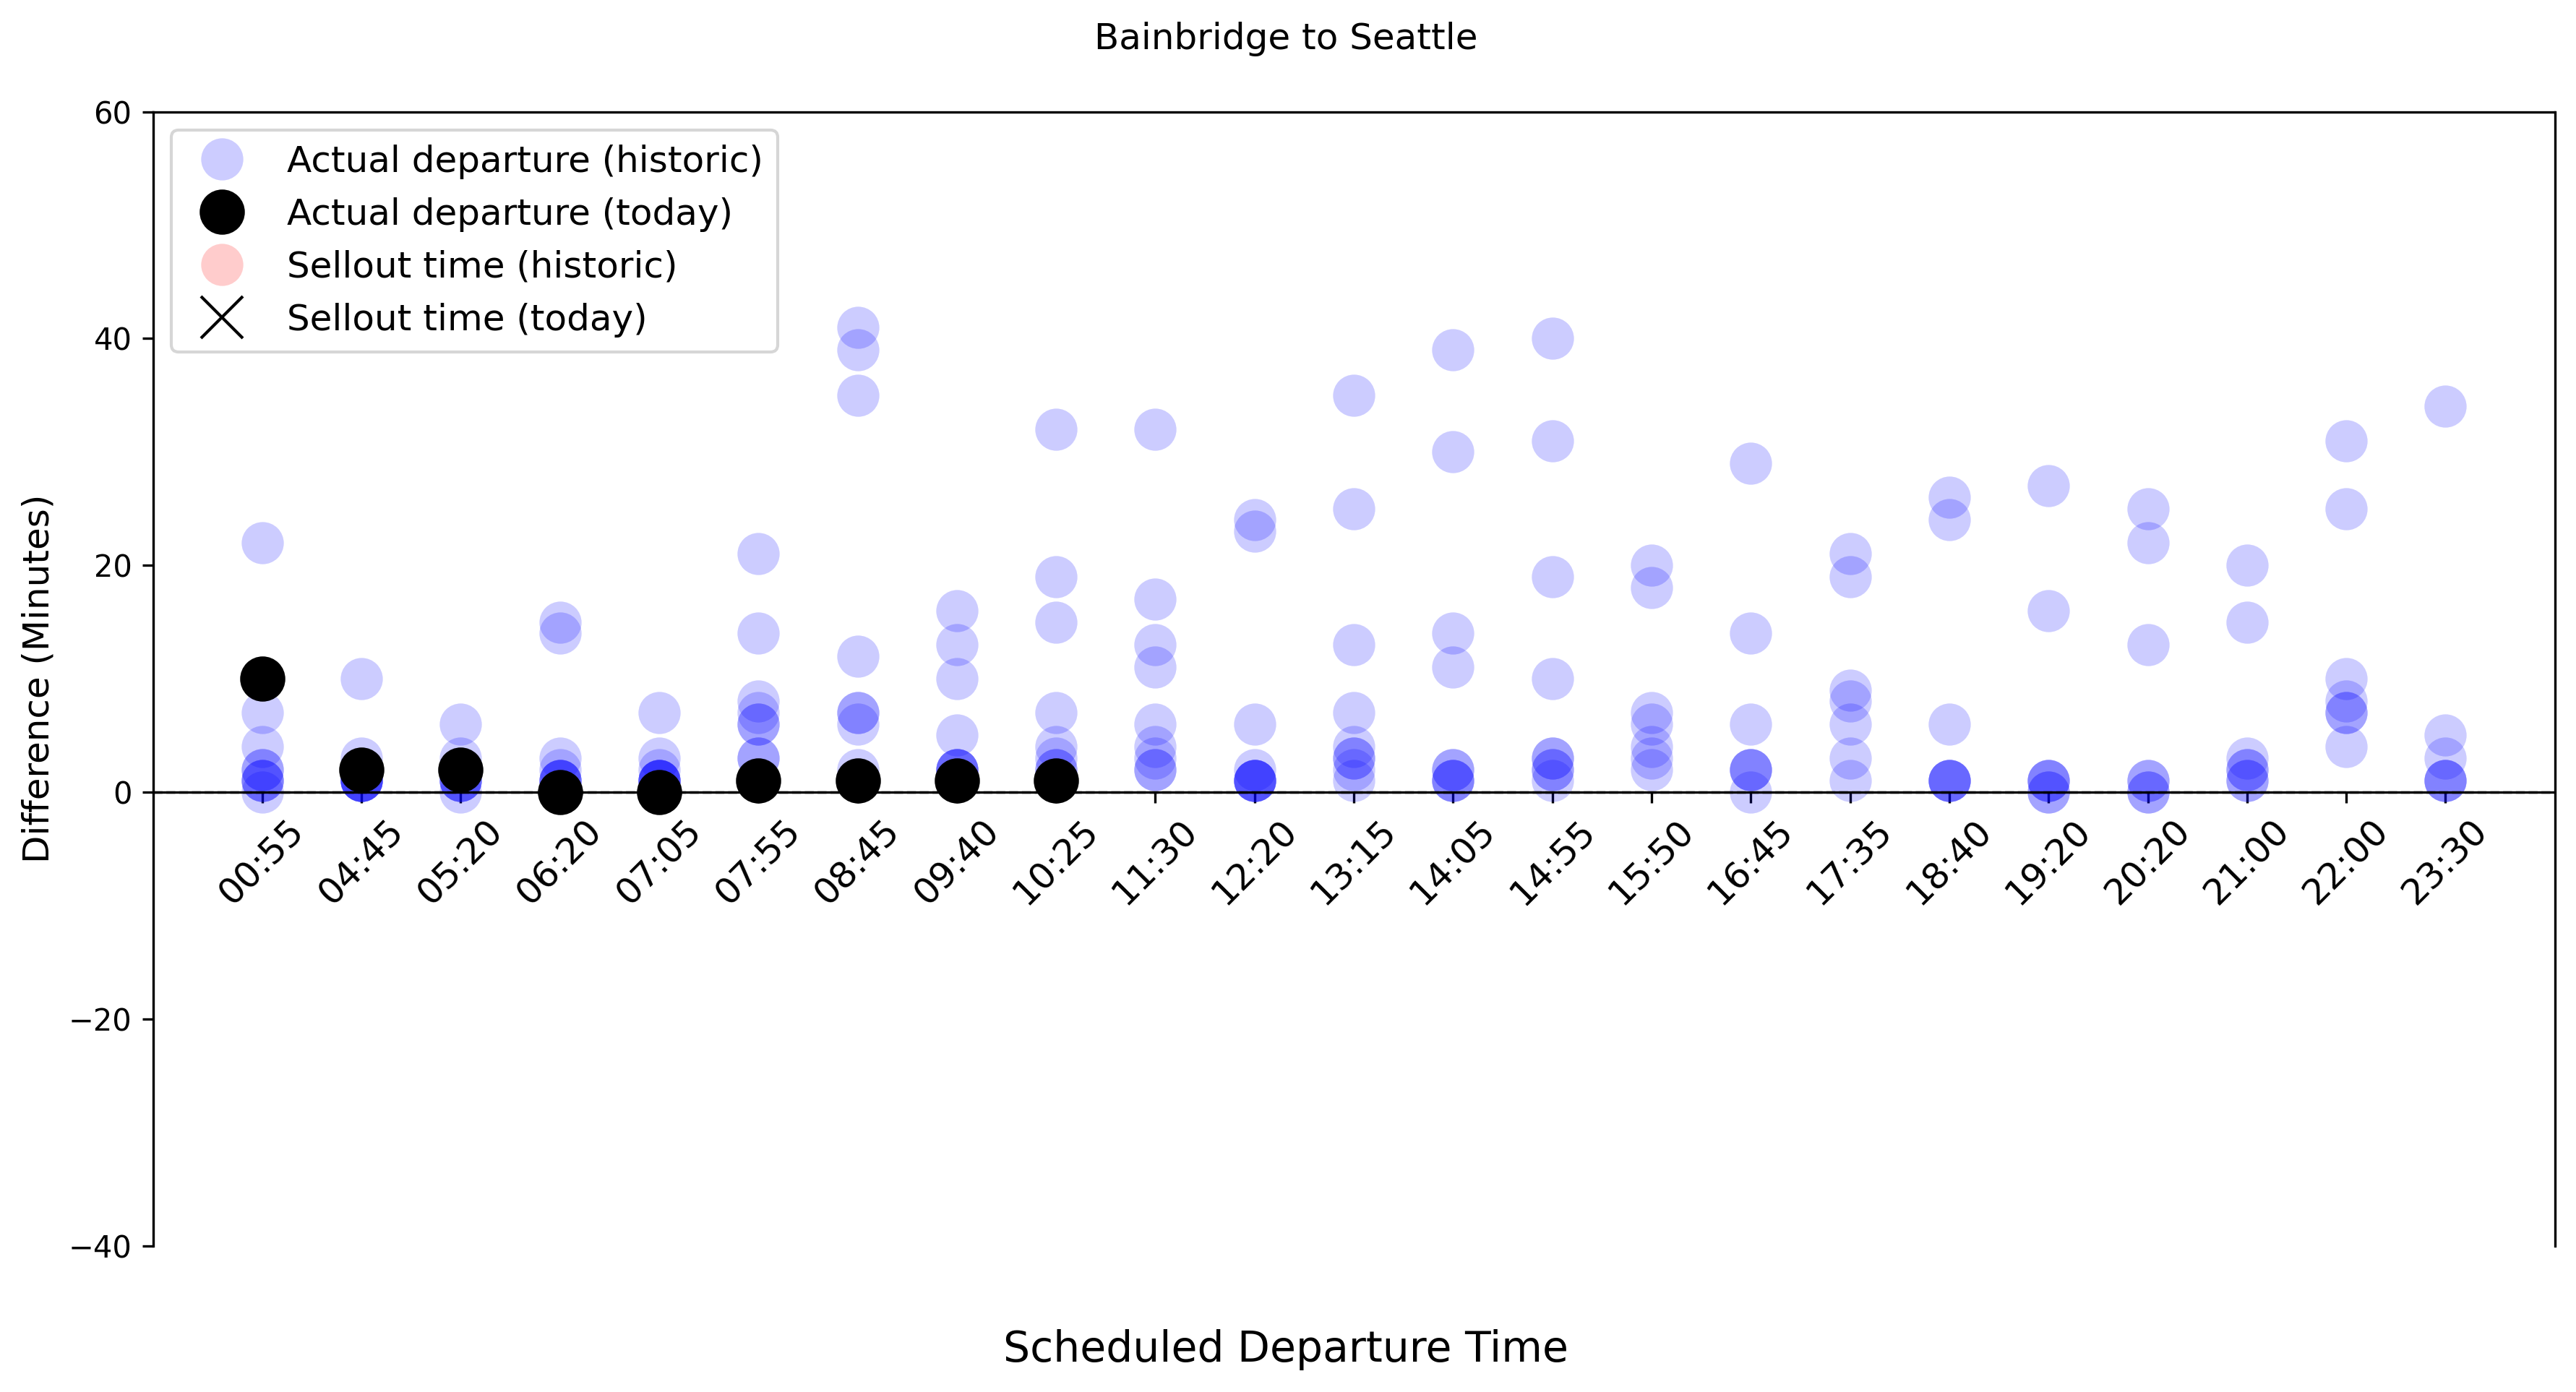 Bainbridge to Seattle
60
Actual departure (historic)
Actual departure (today)
Sellout time (historic)
Sellout time (today)
40
20
0
−20
−40
Difference (Minutes)
00:55 04:45 05:20 06:20 07:05 07:55 08:45 09:40 10:25 11:30 12:20 13:15 14:05 14:55 15:50 16:45 17:35 18:40 19:20 20:20 21:00 22:00 23:30
Scheduled Departure Time